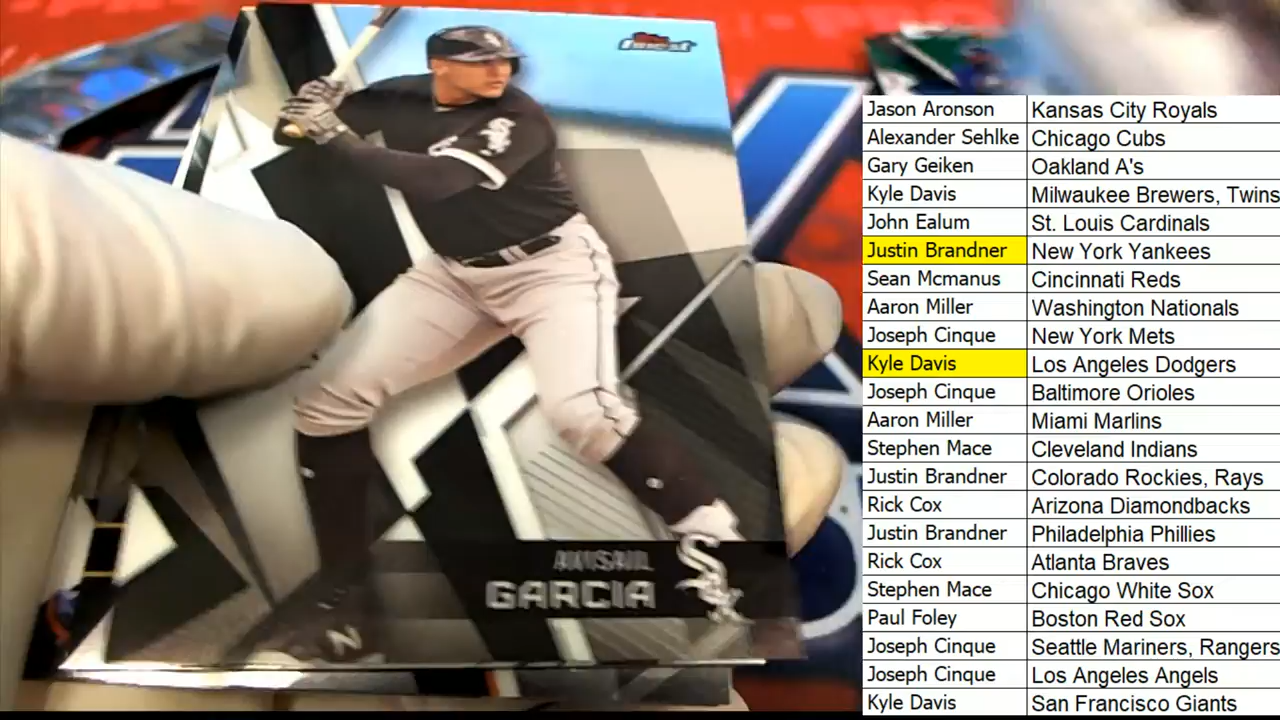 Topps
Finest
Sox
AVISAIL
GARCIA
Sox
N
Jason Aronson Kansas City Royals
Alexander Sehlke Chicago Cubs
Gary Geiken Oakland A's
Kyle Davis Milwaukee Brewers, Twins
John Ealum St. Louis Cardinals
Justin Brandner New York Yankees
Sean Mcmanus Cincinnati Reds
Aaron Miller Washington Nationals
Joseph Cinque New York Mets
Kyle Davis Los Angeles Dodgers
Joseph Cinque Baltimore Orioles
Aaron Miller Miami Marlins
Stephen Mace Cleveland Indians
Justin Brandner Colorado Rockies, Rays
Rick Cox Arizona Diamondbacks
Justin Brandner Philadelphia Phillies
Rick Cox Atlanta Braves
Stephen Mace Chicago White Sox
Paul Foley Boston Red Sox
Joseph Cinque Seattle Mariners, Rangers
Joseph Cinque Los Angeles Angels
Kyle Davis San Francisco Giants